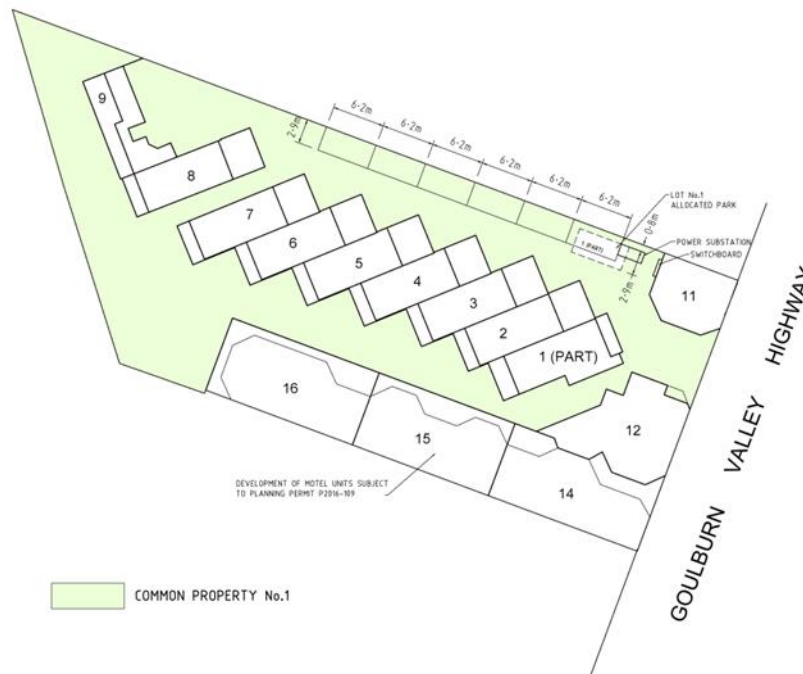 6·2m
6·2m
6·2m
6·2m
6·2m
6·2m
2·9m
LOT No.1
ALLOCATED PARK
0·8m
POWER SUBSTATION
SWITCHBOARD
1 (PART)
2·9m
9
8
7
6
5
4
3
2
1 (PART)
11
12
16
15
14
DEVELOPMENT OF MOTEL UNITS SUBJECT
TO PLANNING PERMIT P2016-109
GOULBURN VALLEY HIGHWAY
COMMON PROPERTY No.1